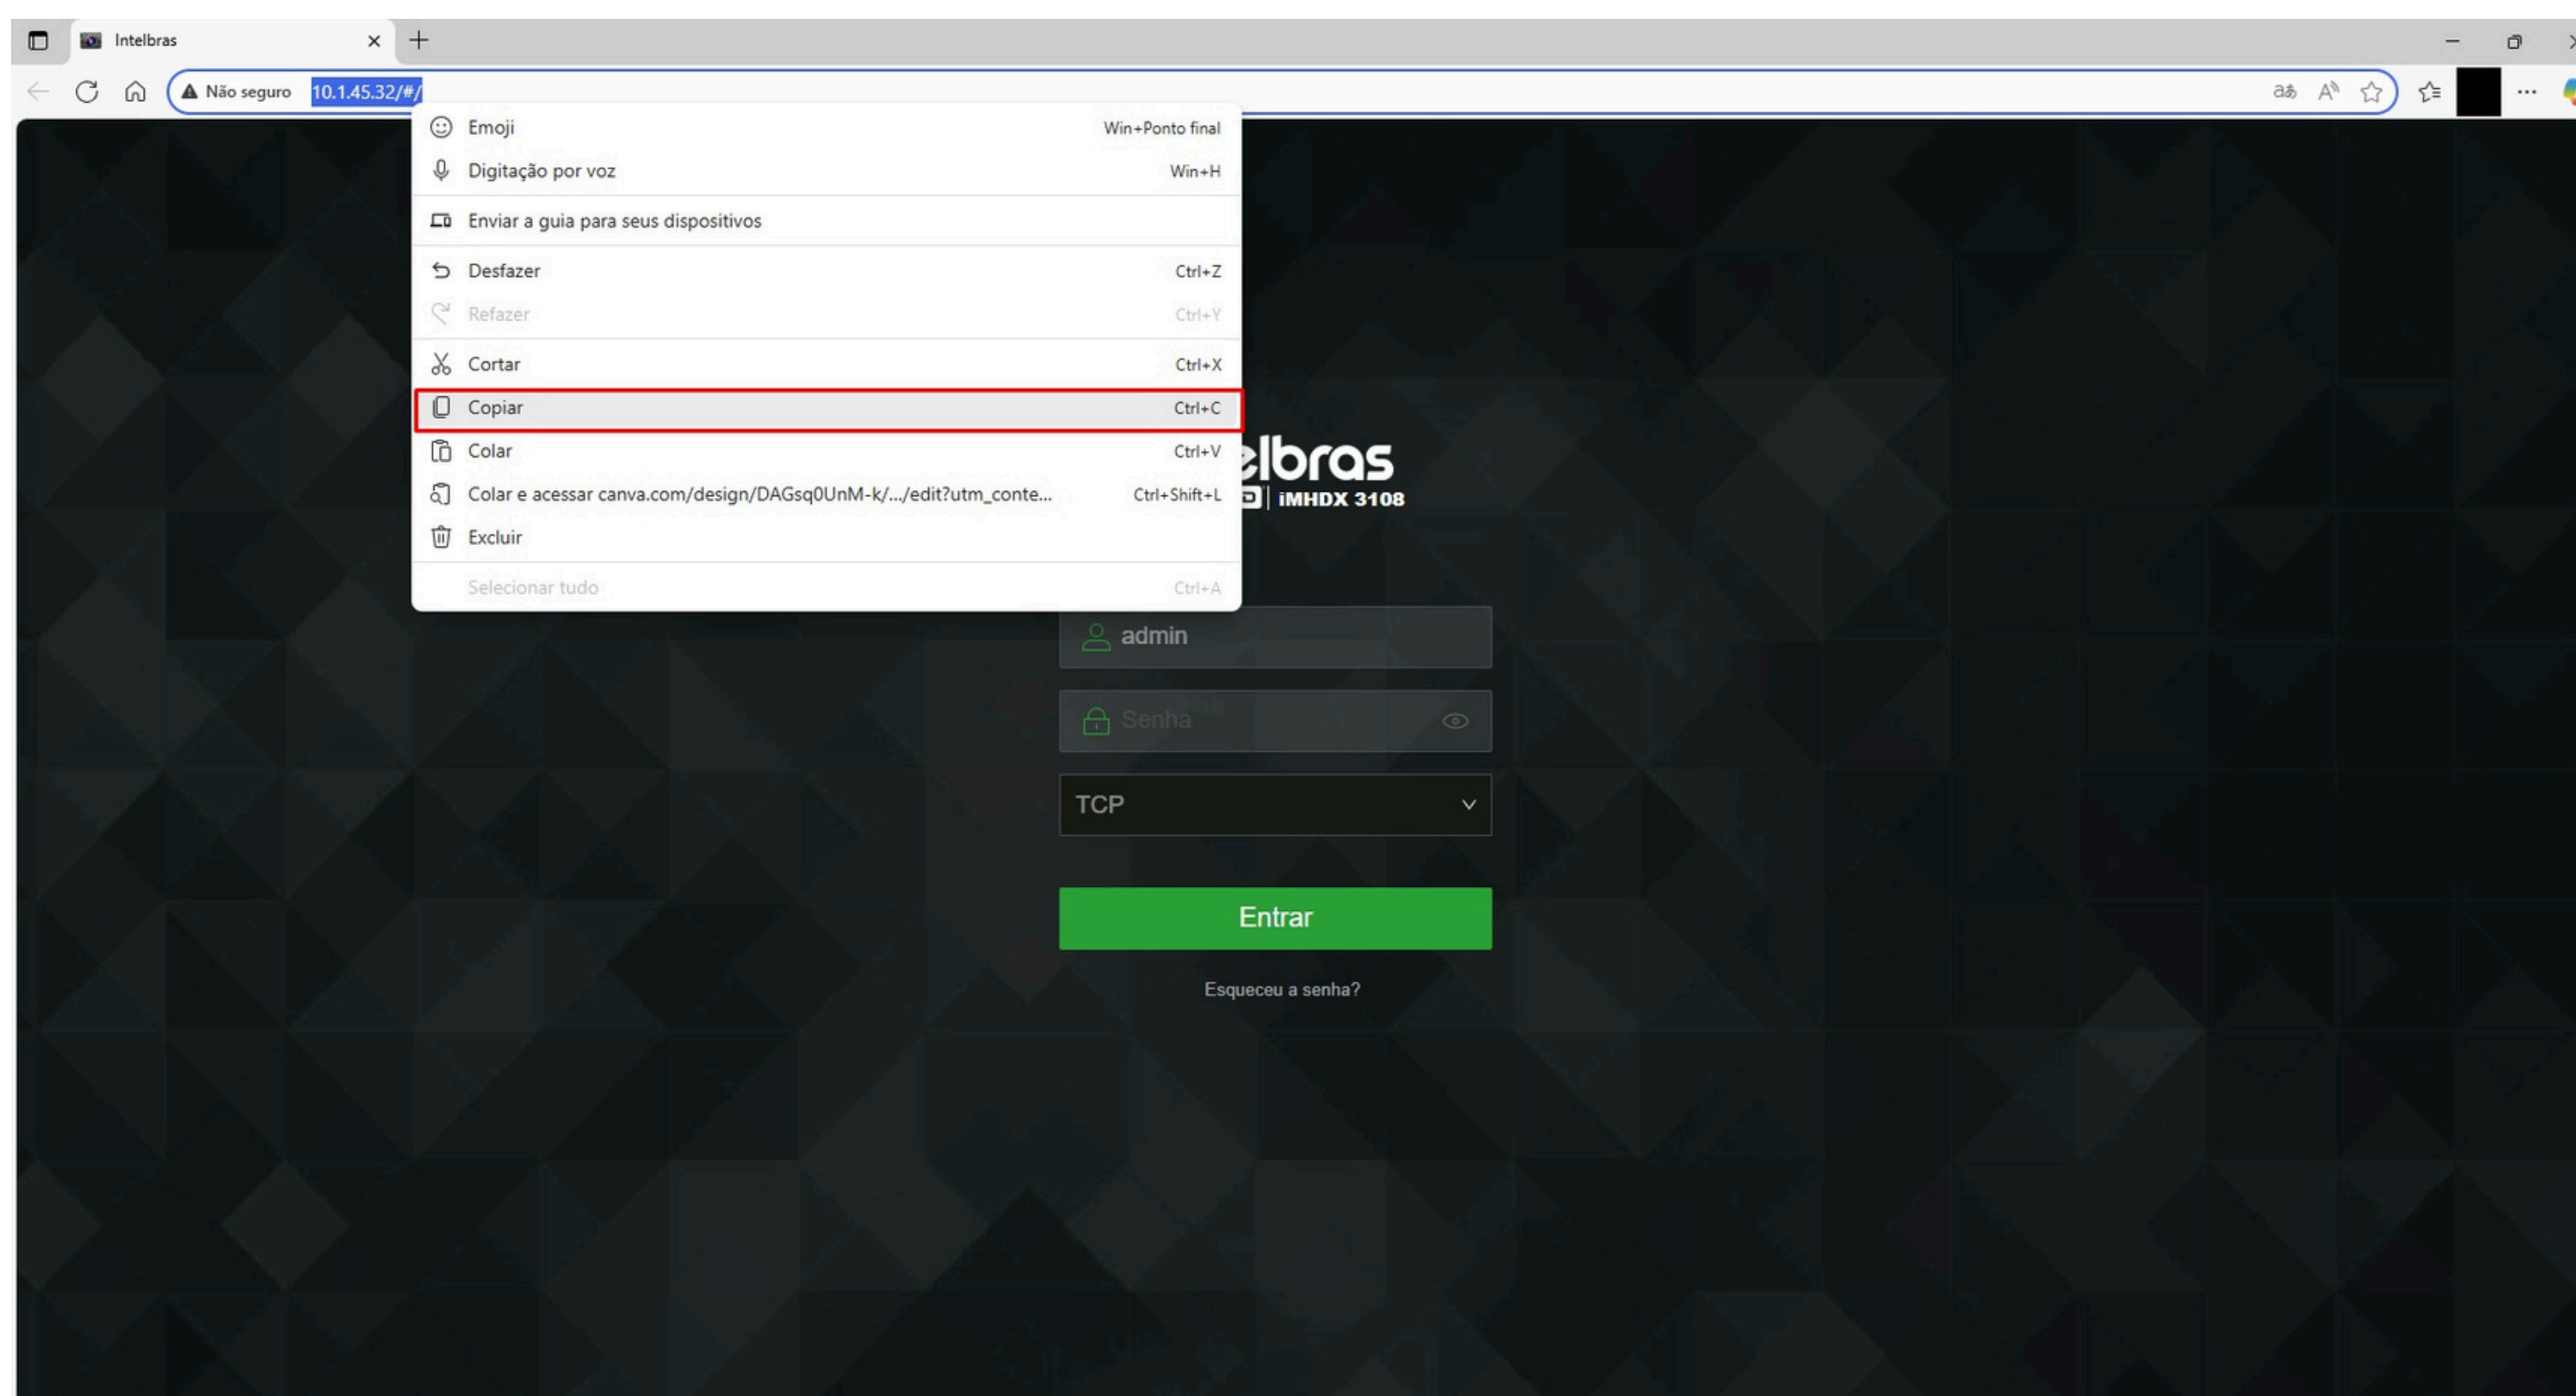 Intelbras
Não seguro 10.1.45.32/#/
Emoji Win+Ponto final
Digitação por voz Win+H
Enviar a guia para seus dispositivos
Desfazer Ctrl+Z
Refazer Ctrl+Y
Cortar Ctrl+X
Copiar Ctrl+C
Colar Ctrl+V
Colar e acessar canva.com/design/DAGsq0UnM-k/.../edit?utm_conte... Ctrl+Shift+L
Excluir
Selecionar tudo Ctrl+A
elbras
D | iMHDX 3108
admin
Senha
TCP
Entrar
Esqueceu a senha?